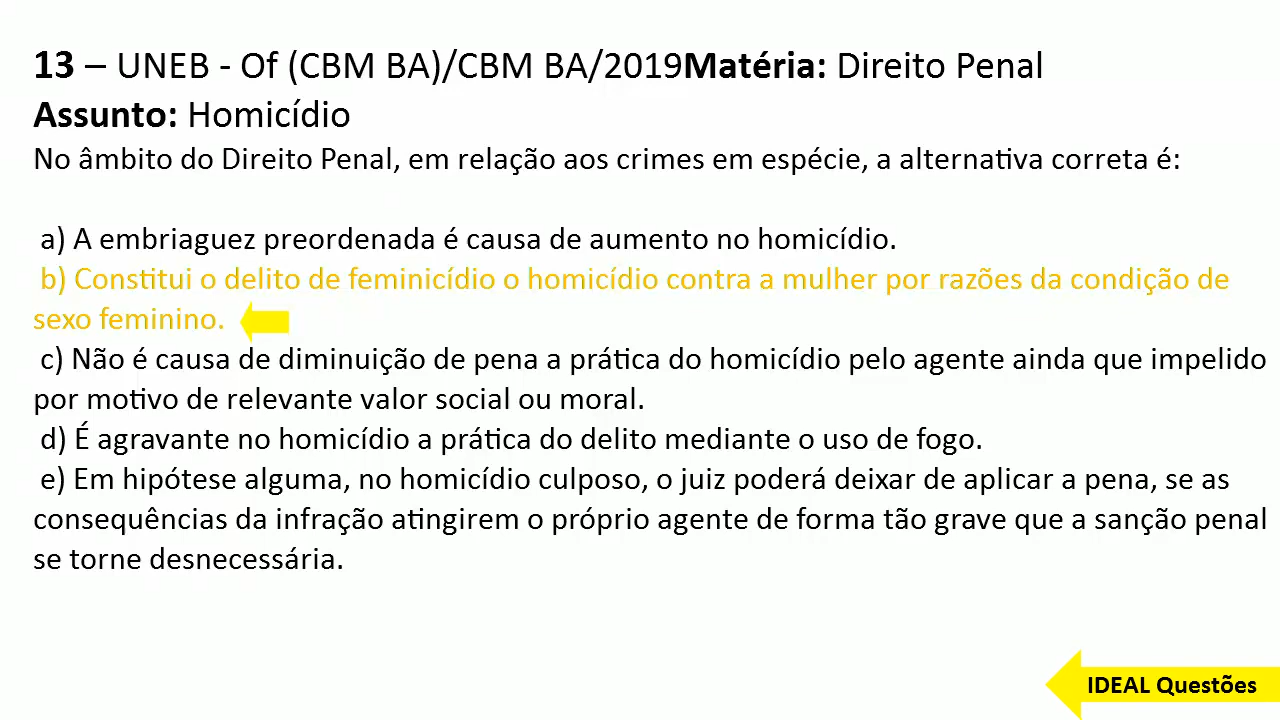 13 – UNEB - Of (CBM BA)/CBM BA/2019Matéria: Direito Penal
Assunto: Homicídio
No âmbito do Direito Penal, em relação aos crimes em espécie, a alternativa correta é:
a) A embriaguez preordenada é causa de aumento no homicídio.
b) Constitui o delito de feminicídio o homicídio contra a mulher por razões da condição de
sexo feminino.
c) Não é causa de diminuição de pena a prática do homicídio pelo agente ainda que impelido
por motivo de relevante valor social ou moral.
d) É agravante no homicídio a prática do delito mediante o uso de fogo.
e) Em hipótese alguma, no homicídio culposo, o juiz poderá deixar de aplicar a pena, se as
consequências da infração atingirem o próprio agente de forma tão grave que a sanção penal
se torne desnecessária.
IDEAL Questões